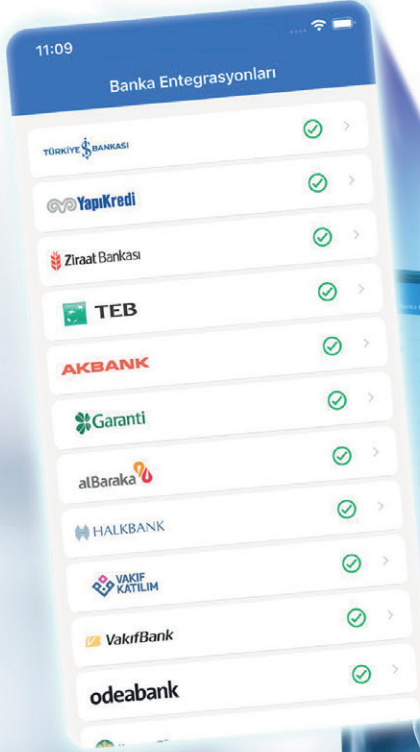 11:09
Banka Entegrasyonları
TÜRKİYE İŞ BANKASI
YapıKredi
Ziraat Bankası
TEB
AKBANK
Garanti
alBaraka
HALKBANK
VAKIF
KATILIM
VakıfBank
odeabank